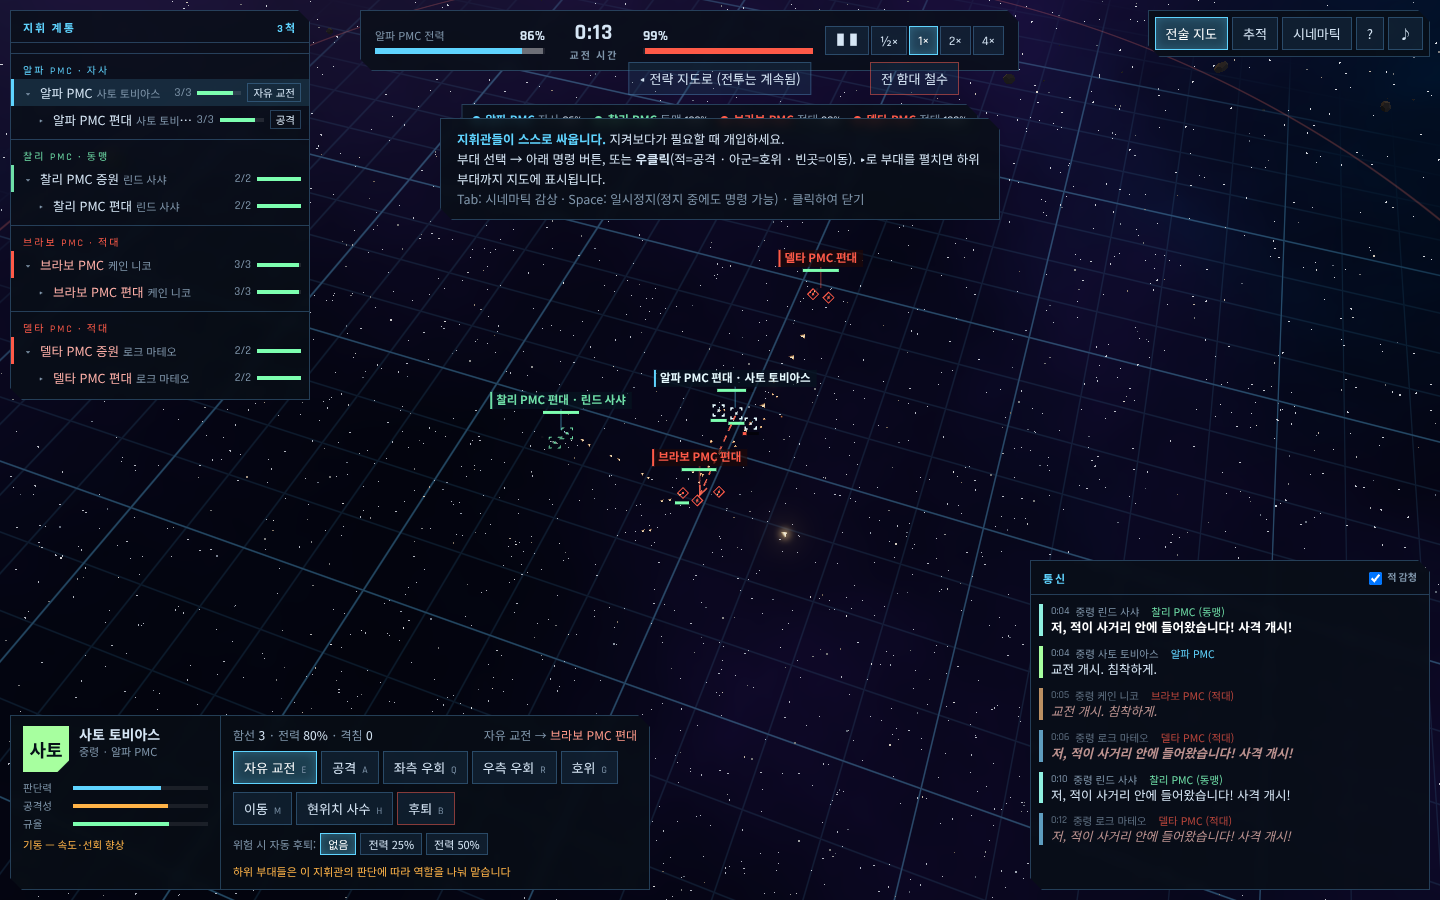 지휘 계통 3척
알파 PMC · 자사
알파 PMC 사토 토비아스 3/3 자유 교전
알파 PMC 편대 사토 토비… 3/3 공격
찰리 PMC · 동맹
찰리 PMC 증원 린드 사샤 2/2
찰리 PMC 편대 린드 사샤 2/2
브라보 PMC · 적대
브라보 PMC 케인 니코 3/3
브라보 PMC 편대 케인 니코 3/3
델타 PMC · 적대
델타 PMC 증원 로크 마테오 2/2
델타 PMC 편대 로크 마테오 2/2
알파 PMC 전력 86% 0:13 99%
교전 시간
½× 1× 2× 4×
◂ 전략 지도로 (전투는 계속됨) 전 함대 철수
전술 지도 추적 시네마틱 ? ♪
지휘관들이 스스로 싸웁니다. 지켜보다가 필요할 때 개입하세요.
부대 선택 → 아래 명령 버튼, 또는 우클릭(적=공격 · 아군=호위 · 빈곳=이동). ▸로 부대를 펼치면 하위
부대까지 지도에 표시됩니다.
Tab: 시네마틱 감상 · Space: 일시정지(정지 중에도 명령 가능) · 클릭하여 닫기
델타 PMC 편대
알파 PMC 편대 · 사토 토비아스
찰리 PMC 편대 · 린드 사샤
브라보 PMC 편대
통신 적 감청
0:04 중령 린드 사샤 찰리 PMC (동맹)
저, 적이 사거리 안에 들어왔습니다! 사격 개시!
0:04 중령 사토 토비아스 알파 PMC
교전 개시. 침착하게.
0:05 중령 케인 니코 브라보 PMC (적대)
교전 개시. 침착하게.
0:06 중령 로크 마테오 델타 PMC (적대)
저, 적이 사거리 안에 들어왔습니다! 사격 개시!
0:10 중령 린드 사샤 찰리 PMC (동맹)
저, 적이 사거리 안에 들어왔습니다! 사격 개시!
0:12 중령 로크 마테오 델타 PMC (적대)
저, 적이 사거리 안에 들어왔습니다! 사격 개시!
사토
사토 토비아스
중령 · 알파 PMC
판단력
공격성
규율
기동 — 속도·선회 향상
함선 3 · 전력 80% · 격침 0 자유 교전 → 브라보 PMC 편대
자유 교전 E 공격 A 좌측 우회 Q 우측 우회 R 호위 G
이동 M 현위치 사수 H 후퇴 B
위험 시 자동 후퇴: 없음 전력 25% 전력 50%
하위 부대들은 이 지휘관의 판단에 따라 역할을 나눠 맡습니다